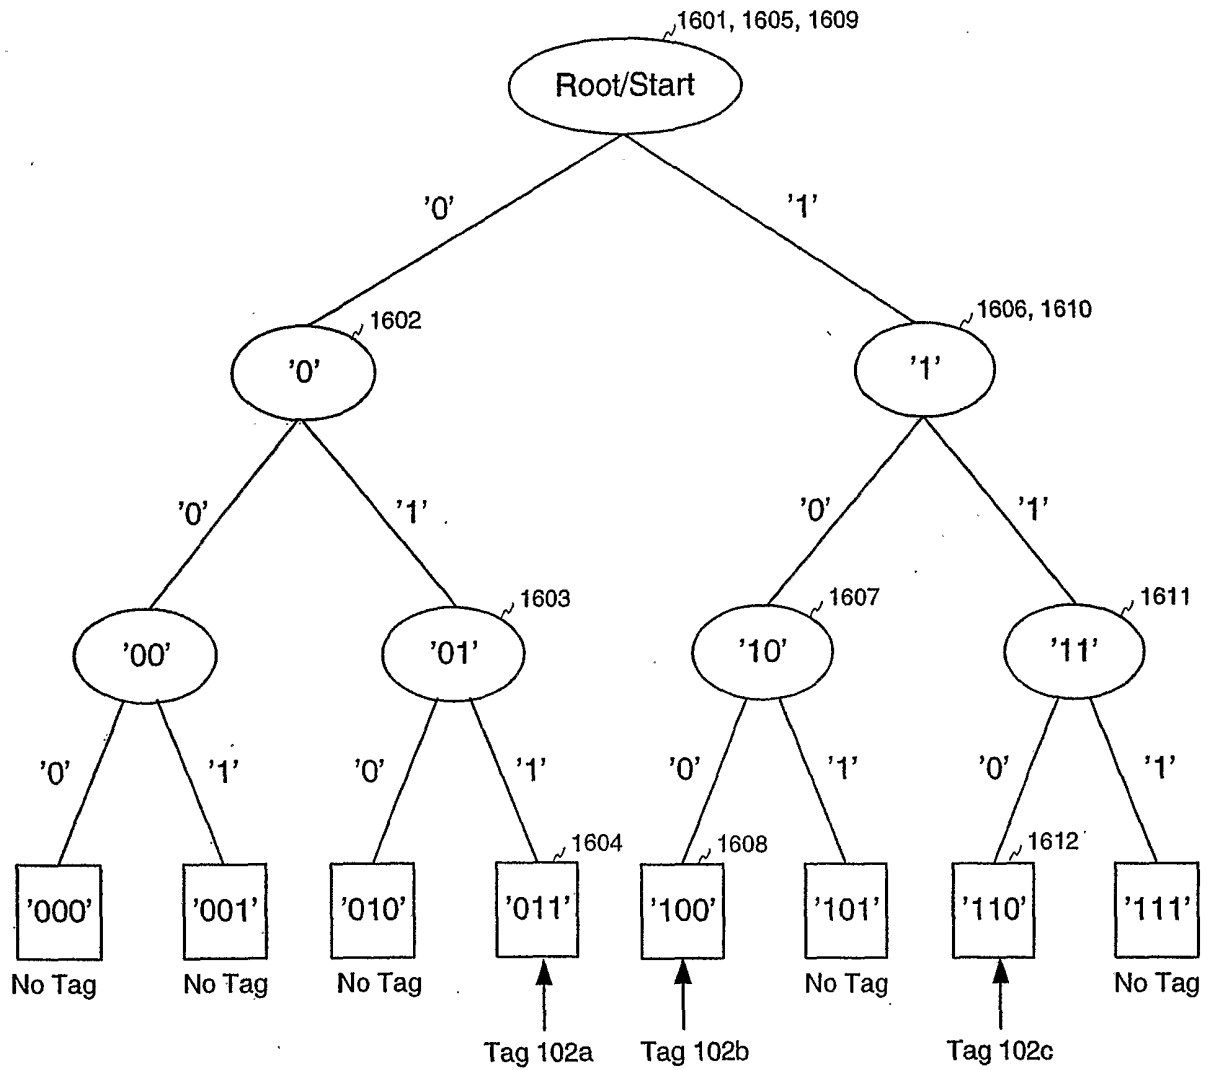 1601, 1605, 1609
Root/Start
'0' '1'
1602 1606, 1610
'0' '1'
'0' '1' '0' '1'
1603 1607 1611
'00' '01' '10' '11'
'0' '1' '0' '1' '0' '1' '0' '1'
1604 1608 1612
'000' '001' '010' '011' '100' '101' '110' '111'
No Tag No Tag No Tag No Tag No Tag
Tag 102a Tag 102b Tag 102c